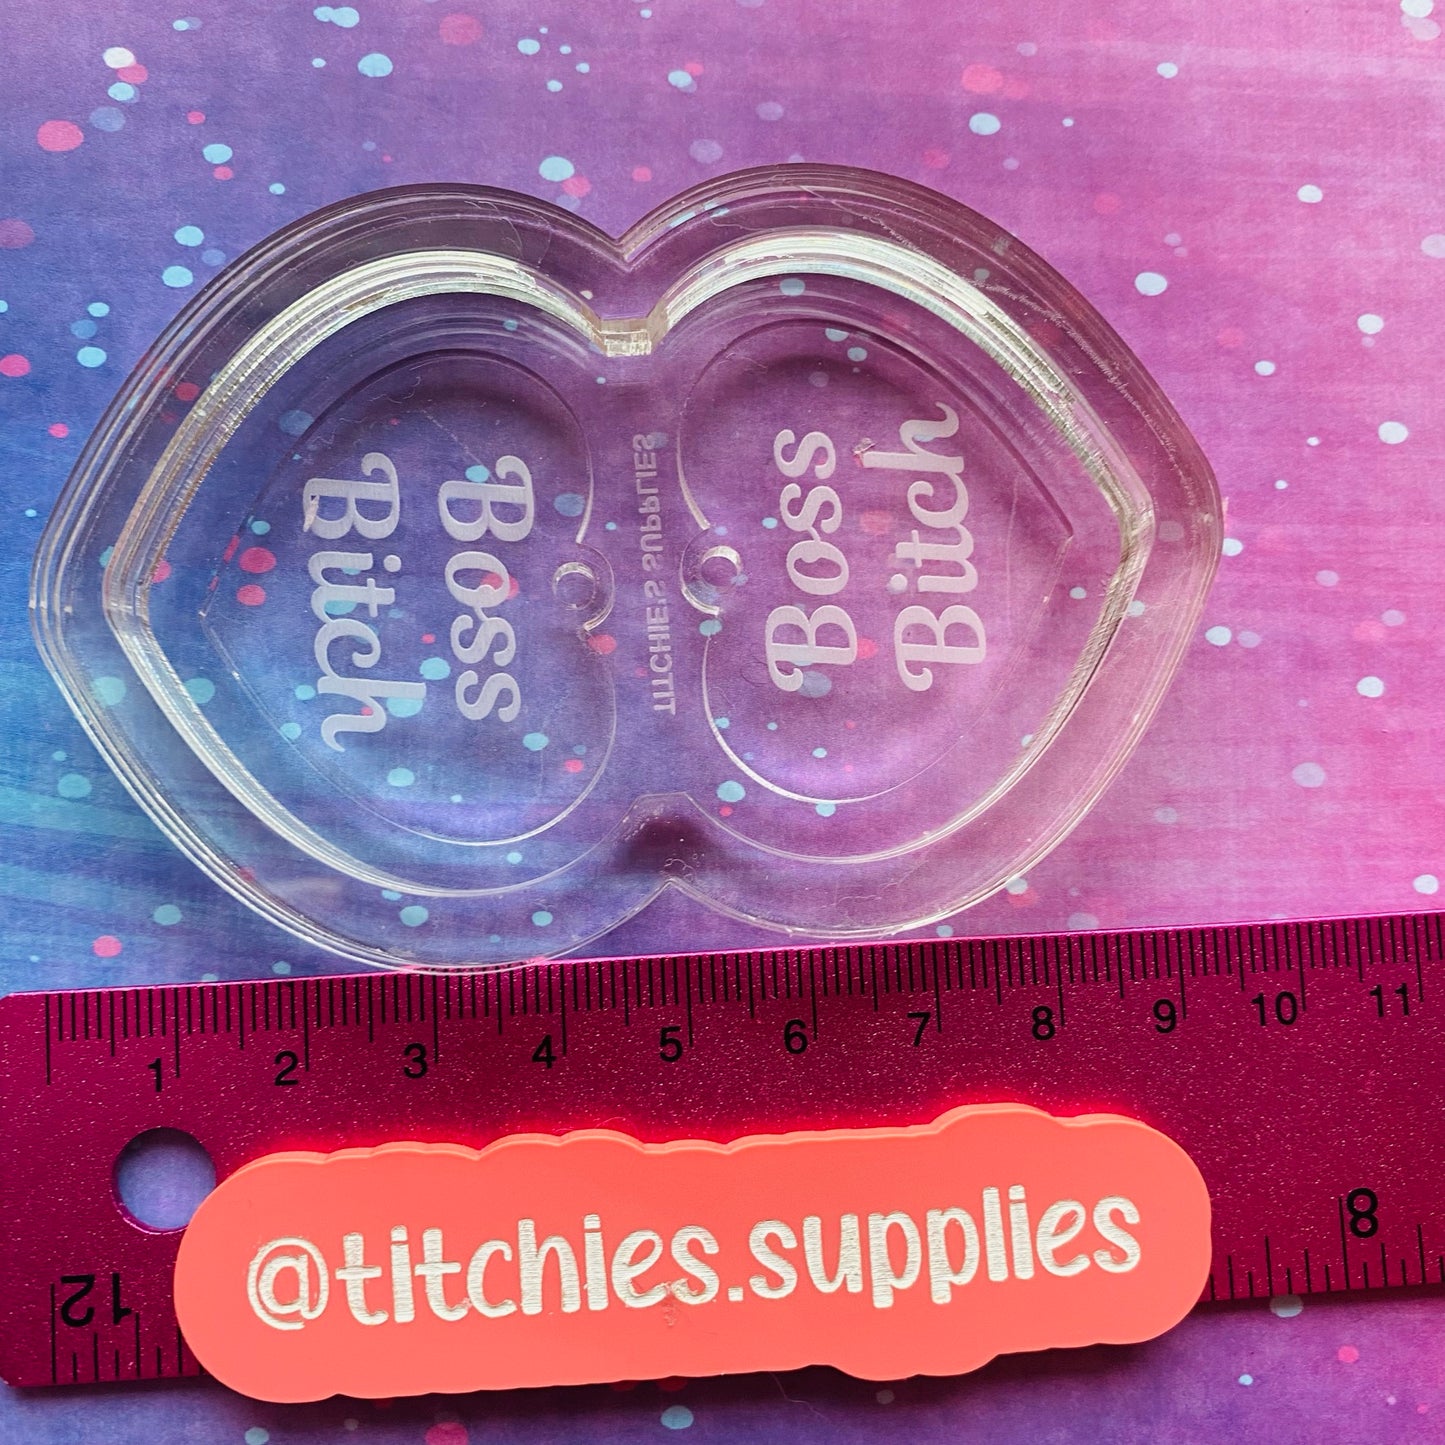 Boss
Bitch
TITCHIES SUPPLIES
Boss
Bitch
1 2 3 4 5 6 7 8 9 10 11
@titchies.supplies
12
8